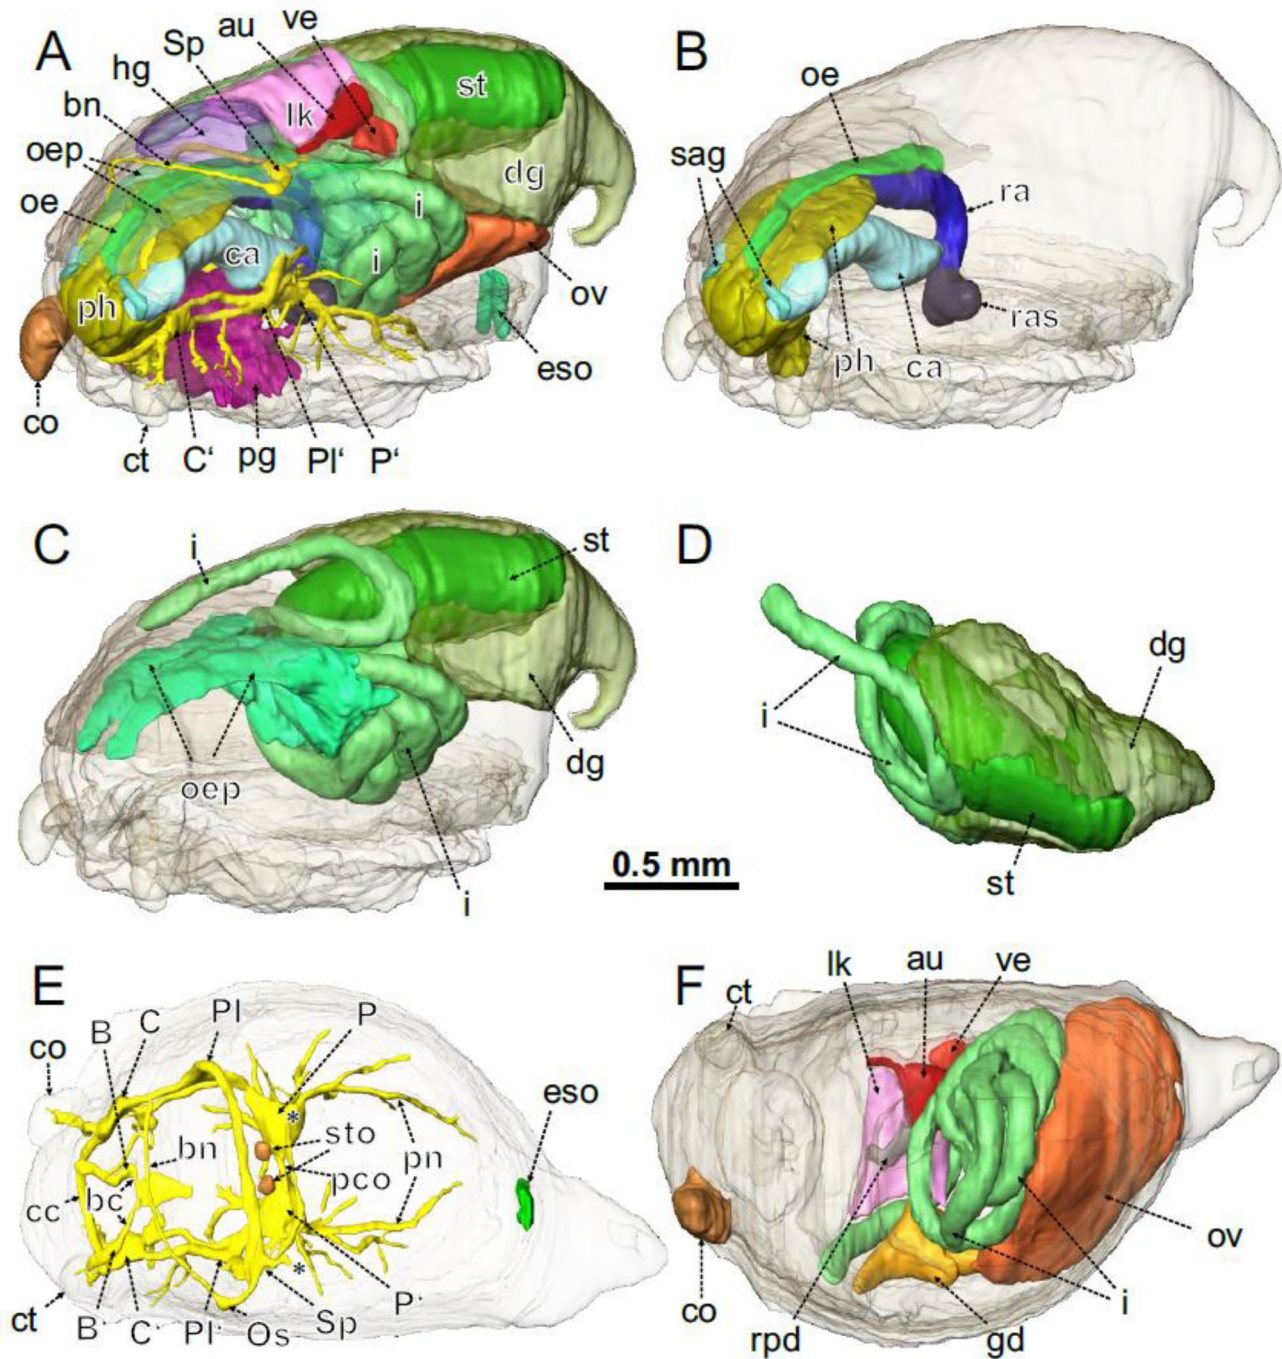 A
hg
bn
oep
oe
Sp
au
ve
lk
st
dg
i
i
ca
ph
co
ct
C‘
pg
Pl‘
P‘
ov
eso
B
oe
sag
ra
ras
ph
ca
C
i
st
dg
oep
i
0.5 mm
D
i
dg
st
E
co
B
C
Pl
P
*
sto
bn
pco
pn
eso
cc
bc
ct
B‘
C‘
Pl‘
Os
Sp
*
P‘
F
ct
lk
au
ve
co
rpd
gd
i
ov